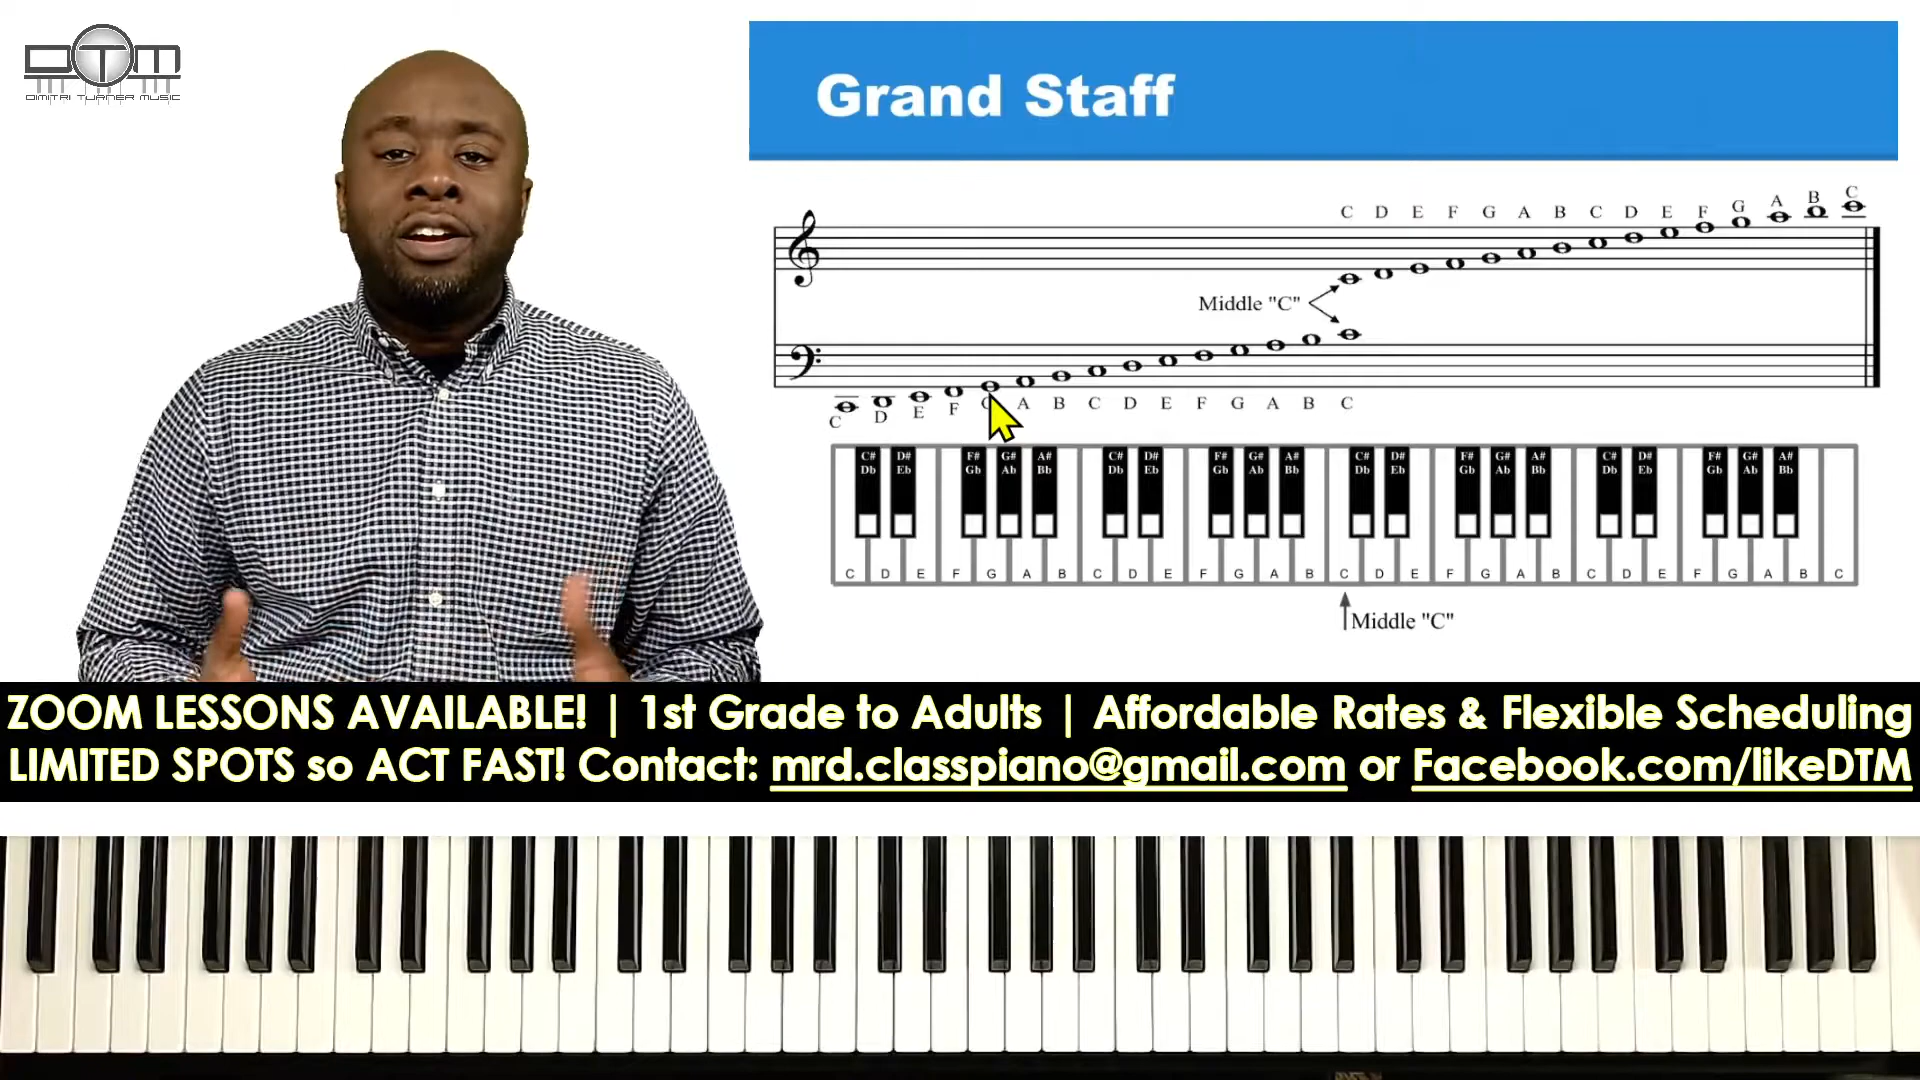 DTM
DIMITRI TURNER MUSIC
Grand Staff
C D E F G A B C D E F G A B C
Middle "C"
C D E F G A B C D E F G A B C
C# D# F# G# A# C# D# F# G# A# C# D# F# G# A# C# D# F# G# A#
Db Eb Gb Ab Bb Db Eb Gb Ab Bb Db Eb Gb Ab Bb Db Eb Gb Ab Bb
C D E F G A B C D E F G A B C D E F G A B C D E F G A B C
Middle "C"
ZOOM LESSONS AVAILABLE! | 1st Grade to Adults | Affordable Rates & Flexible Scheduling
LIMITED SPOTS so ACT FAST! Contact: mrd.classpiano@gmail.com or Facebook.com/likeDTM